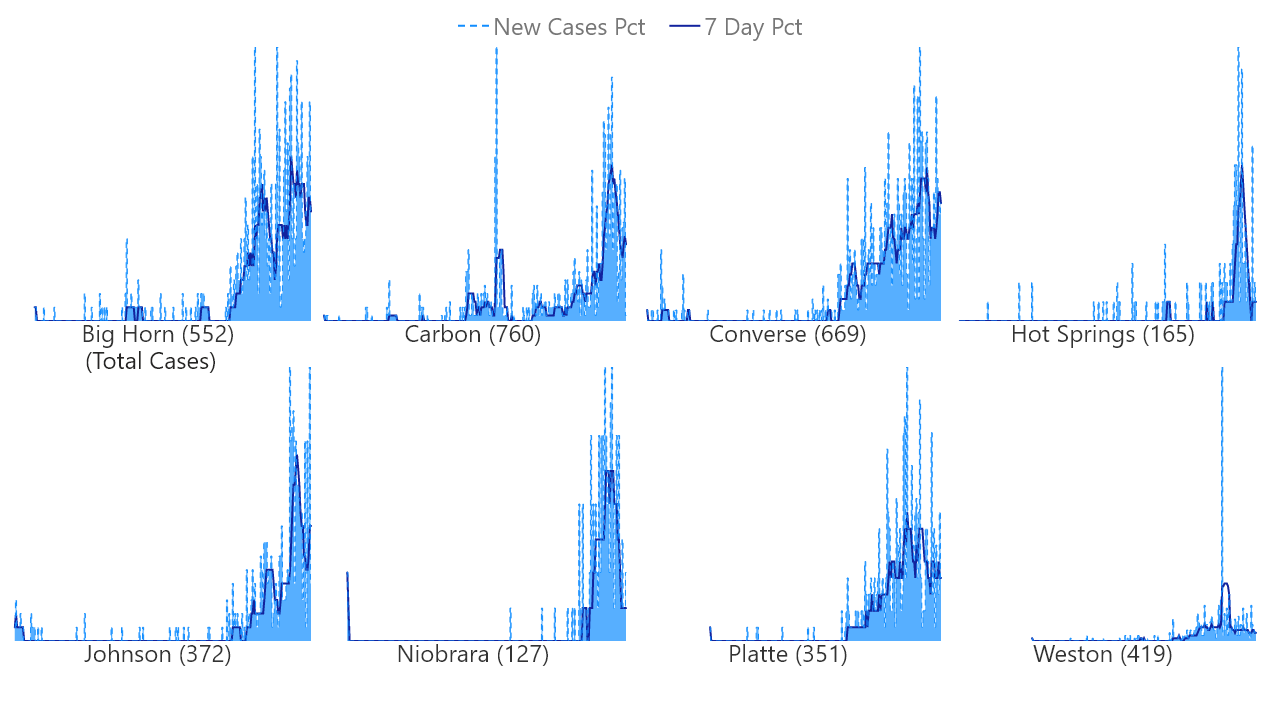 New Cases Pct 7 Day Pct
Big Horn (552) Carbon (760) Converse (669) Hot Springs (165)
(Total Cases)
Johnson (372) Niobrara (127) Platte (351) Weston (419)